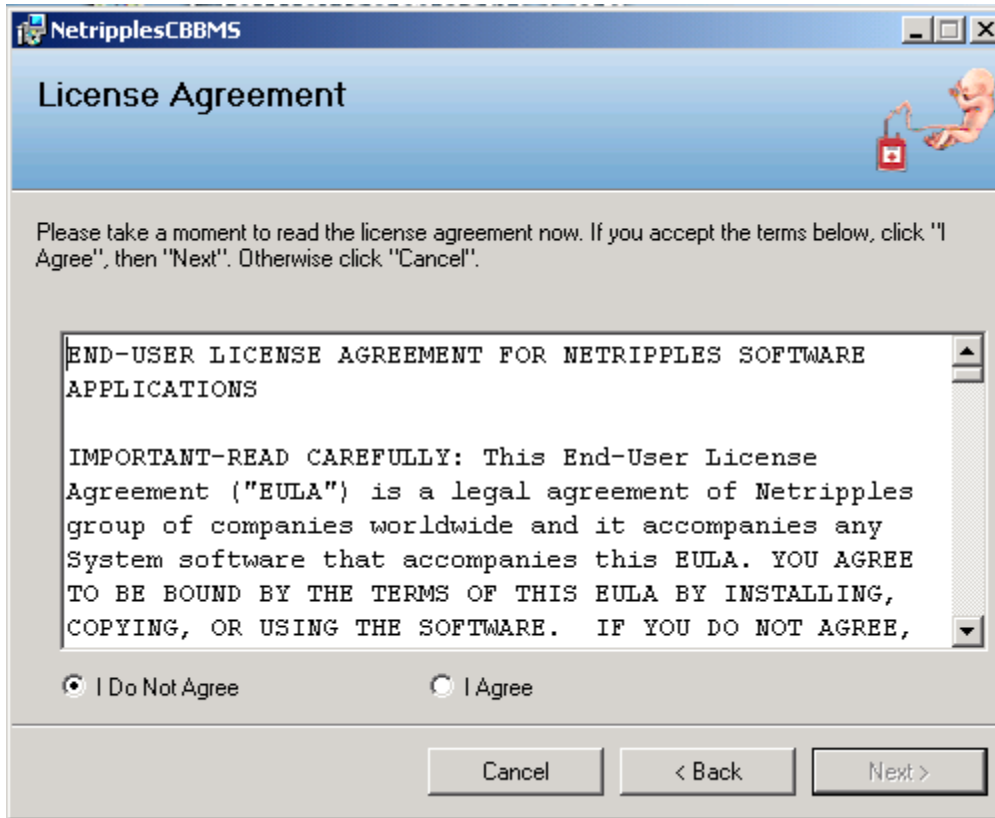 NetripplesCBBMS
License Agreement
Please take a moment to read the license agreement now. If you accept the terms below, click "I
Agree", then "Next". Otherwise click "Cancel".
END-USER LICENSE AGREEMENT FOR NETRIPPLES SOFTWARE
APPLICATIONS
IMPORTANT-READ CAREFULLY: This End-User License
Agreement ("EULA") is a legal agreement of Netripples
group of companies worldwide and it accompanies any
System software that accompanies this EULA. YOU AGREE
TO BE BOUND BY THE TERMS OF THIS EULA BY INSTALLING,
COPYING, OR USING THE SOFTWARE.  IF YOU DO NOT AGREE,
I Do Not Agree
I Agree
Cancel
< Back
Next >